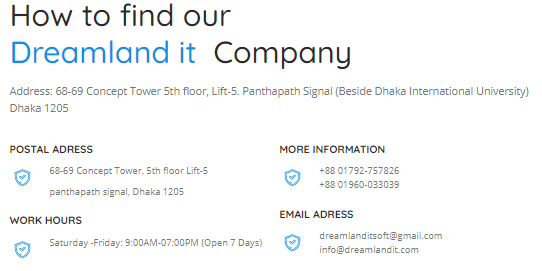 How to find our
Dreamland it Company
Address: 68-69 Concept Tower 5th floor, Lift-5. Panthapath Signal (Beside Dhaka International University)
Dhaka 1205
POSTAL ADRESS
68-69 Concept Tower, 5th floor Lift-5
panthapath signal, Dhaka 1205
WORK HOURS
Saturday -Friday: 9:00AM-07:00PM (Open 7 Days)
MORE INFORMATION
+88 01792-757826
+88 01960-033039
EMAIL ADRESS
dreamlanditsoft@gmail.com
info@dreamlandit.com